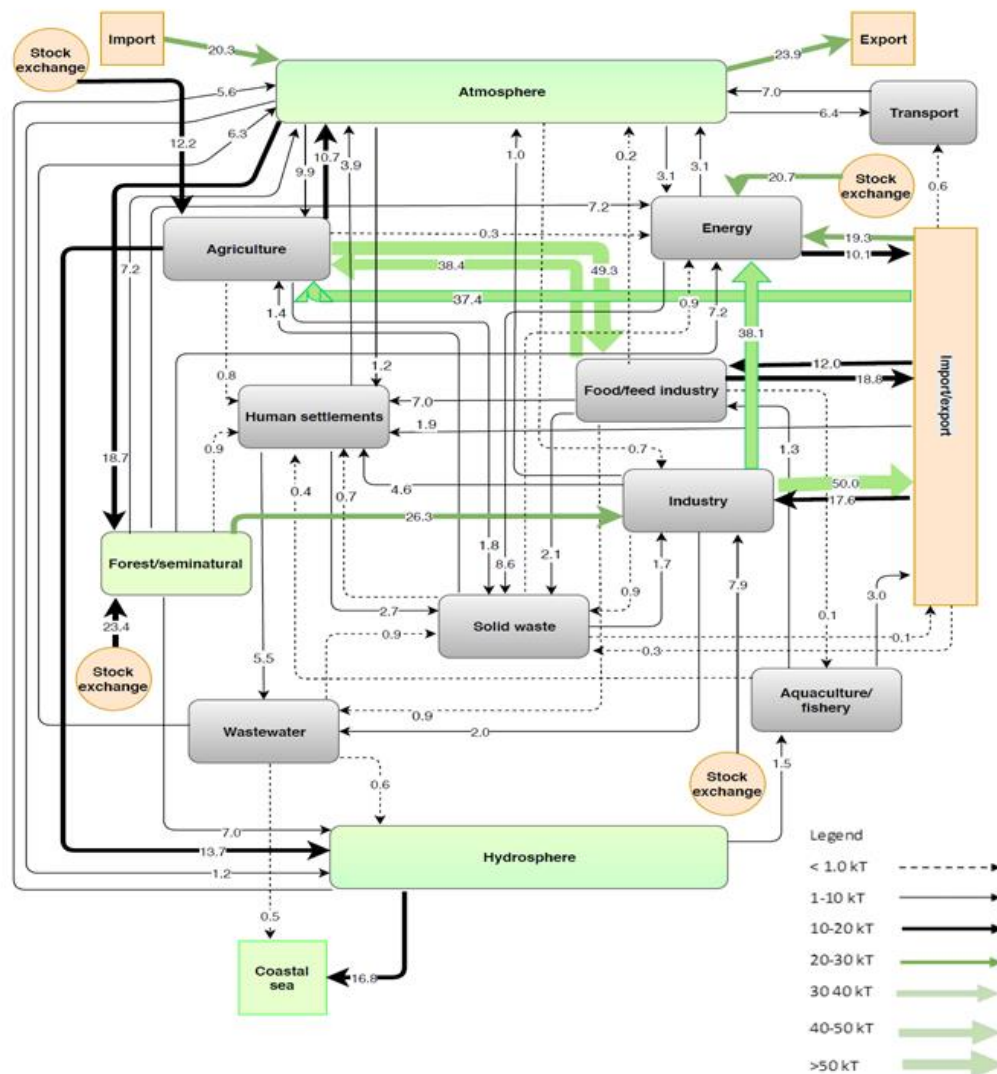 Import
Export
Stock
exchange
20.3
23.9
5.6
Atmosphere
7.0
6.4
Transport
6.3
12.2
9.9
10.7
3.9
1.0
0.2
3.1
3.1
20.7
Stock
exchange
0.6
7.2
Agriculture
0.3
Energy
19.3
10.1
7.2
38.4
49.3
0.9
37.4
7.2
1.4
38.1
0.8
1.2
12.0
Food/feed industry
18.8
Human settlements
7.0
1.9
0.9
0.7
1.3
18.7
4.6
0.4
0.7
Industry
50.0
17.6
Import/export
26.3
Forest/seminatural
1.8
8.6
2.1
1.7
7.9
0.9
3.0
23.4
2.7
Solid waste
0.1
0.9
0.1
0.3
Stock
exchange
5.5
Aquaculture/
fishery
0.9
Wastewater
2.0
1.5
Stock
exchange
0.6
7.0
13.7
Hydrosphere
1.2
0.5
Coastal
sea
16.8
Legend
< 1.0 kT
1-10 kT
10-20 kT
20-30 kT
30 40 kT
40-50 kT
>50 kT